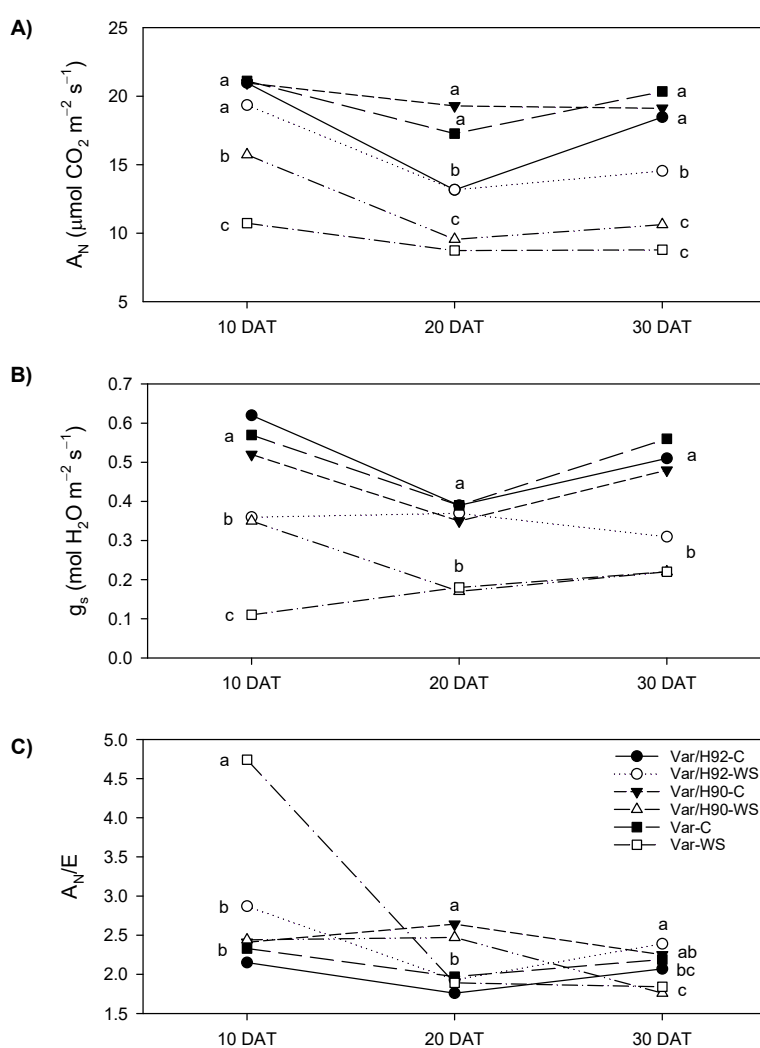 A)
25
20
15
10
5
A_N (μmol CO₂ m⁻² s⁻¹)
a
a
b
c
a
a
b
c
c
a
a
b
c
c
10 DAT
20 DAT
30 DAT
B)
0.7
0.6
0.5
0.4
0.3
0.2
0.1
0.0
g_s (mol H₂O m⁻² s⁻¹)
a
b
c
a
b
a
b
10 DAT
20 DAT
30 DAT
C)
5.0
4.5
4.0
3.5
3.0
2.5
2.0
1.5
A_N/E
Var/H92-C
Var/H92-WS
Var/H90-C
Var/H90-WS
Var-C
Var-WS
a
b
b
a
b
a
ab
bc
c
10 DAT
20 DAT
30 DAT